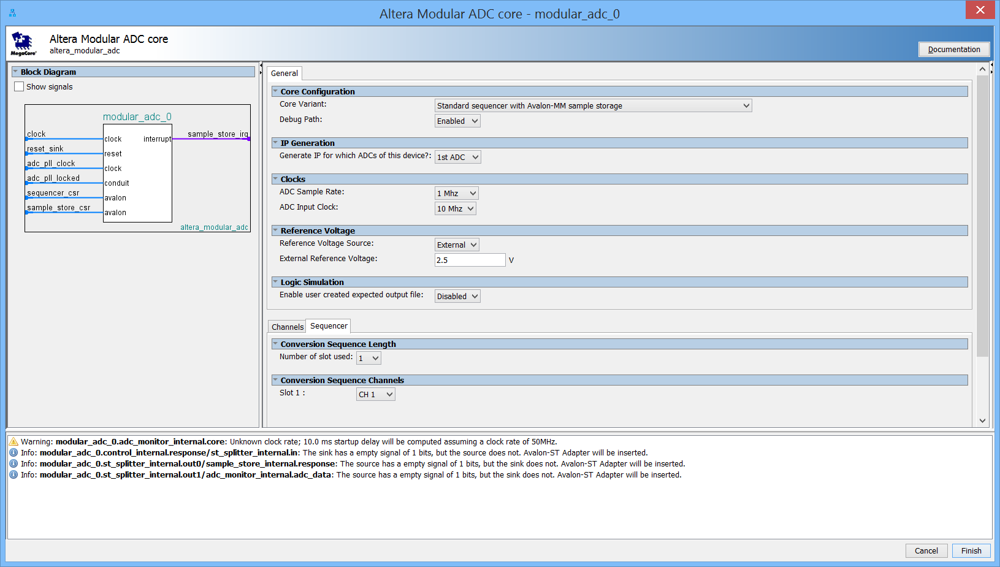 Altera Modular ADC core - modular_adc_0
MegaCore®
Altera Modular ADC core
altera_modular_adc
Documentation
Block Diagram
Show signals
modular_adc_0
clock
clock
interrupt
sample_store_irq
reset_sink
reset
adc_pll_clock
clock
adc_pll_locked
conduit
sequencer_csr
avalon
sample_store_csr
avalon
altera_modular_adc
General
Core Configuration
Core Variant: Standard sequencer with Avalon-MM sample storage
Debug Path: Enabled
IP Generation
Generate IP for which ADCs of this device?: 1st ADC
Clocks
ADC Sample Rate: 1 Mhz
ADC Input Clock: 10 Mhz
Reference Voltage
Reference Voltage Source: External
External Reference Voltage: 2.5 V
Logic Simulation
Enable user created expected output file: Disabled
Channels Sequencer
Conversion Sequence Length
Number of slot used: 1
Conversion Sequence Channels
Slot 1 : CH 1
Warning: modular_adc_0.adc_monitor_internal.core: Unknown clock rate; 10.0 ms startup delay will be computed assuming a clock rate of 50MHz.
Info: modular_adc_0.control_internal.response/st_splitter_internal.in: The sink has a empty signal of 1 bits, but the source does not. Avalon-ST Adapter will be inserted.
Info: modular_adc_0.st_splitter_internal.out0/sample_store_internal.response: The source has a empty signal of 1 bits, but the sink does not. Avalon-ST Adapter will be inserted.
Info: modular_adc_0.st_splitter_internal.out1/adc_monitor_internal.adc_data: The source has a empty signal of 1 bits, but the sink does not. Avalon-ST Adapter will be inserted.
Cancel Finish